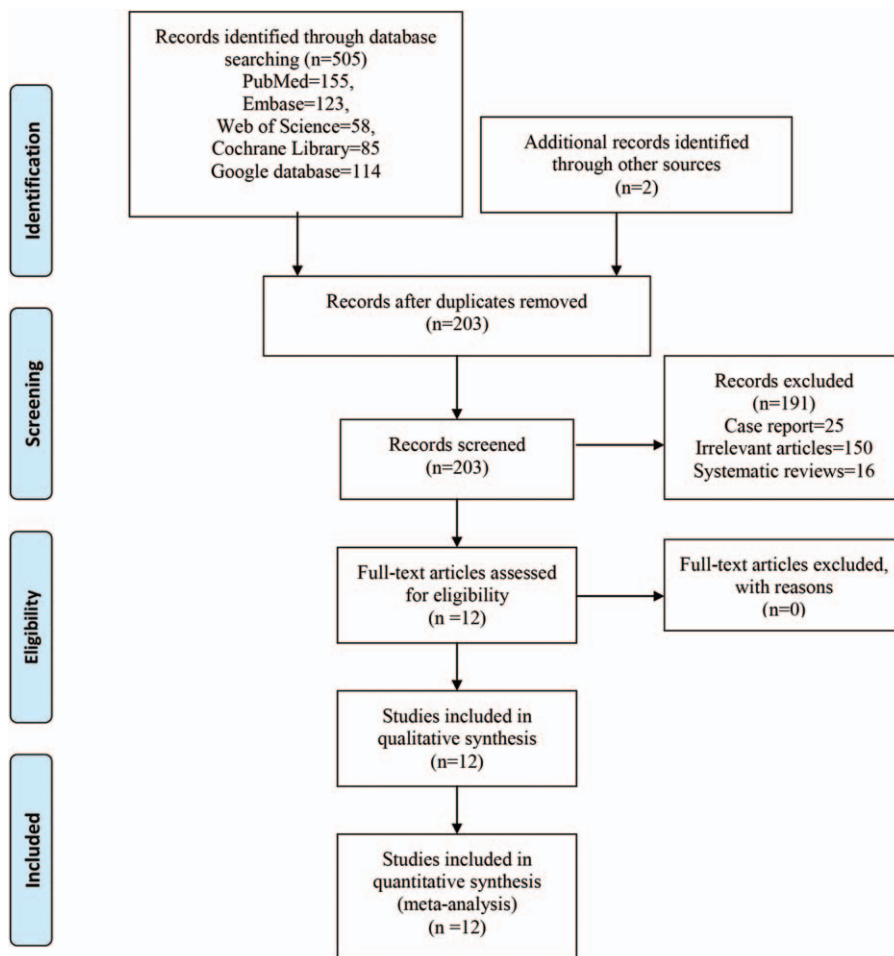 Records identified through database
searching (n=505)
PubMed=155,
Embase=123,
Web of Science=58,
Cochrane Library=85
Google database=114
Additional records identified
through other sources
(n=2)
Identification
Records after duplicates removed
(n=203)
Screening
Records screened
(n=203)
Records excluded
(n=191)
Case report=25
Irrelevant articles=150
Systematic reviews=16
Eligibility
Full-text articles assessed
for eligibility
(n =12)
Full-text articles excluded,
with reasons
(n=0)
Studies included in
qualitative synthesis
(n=12)
Included
Studies included in
quantitative synthesis
(meta-analysis)
(n =12)